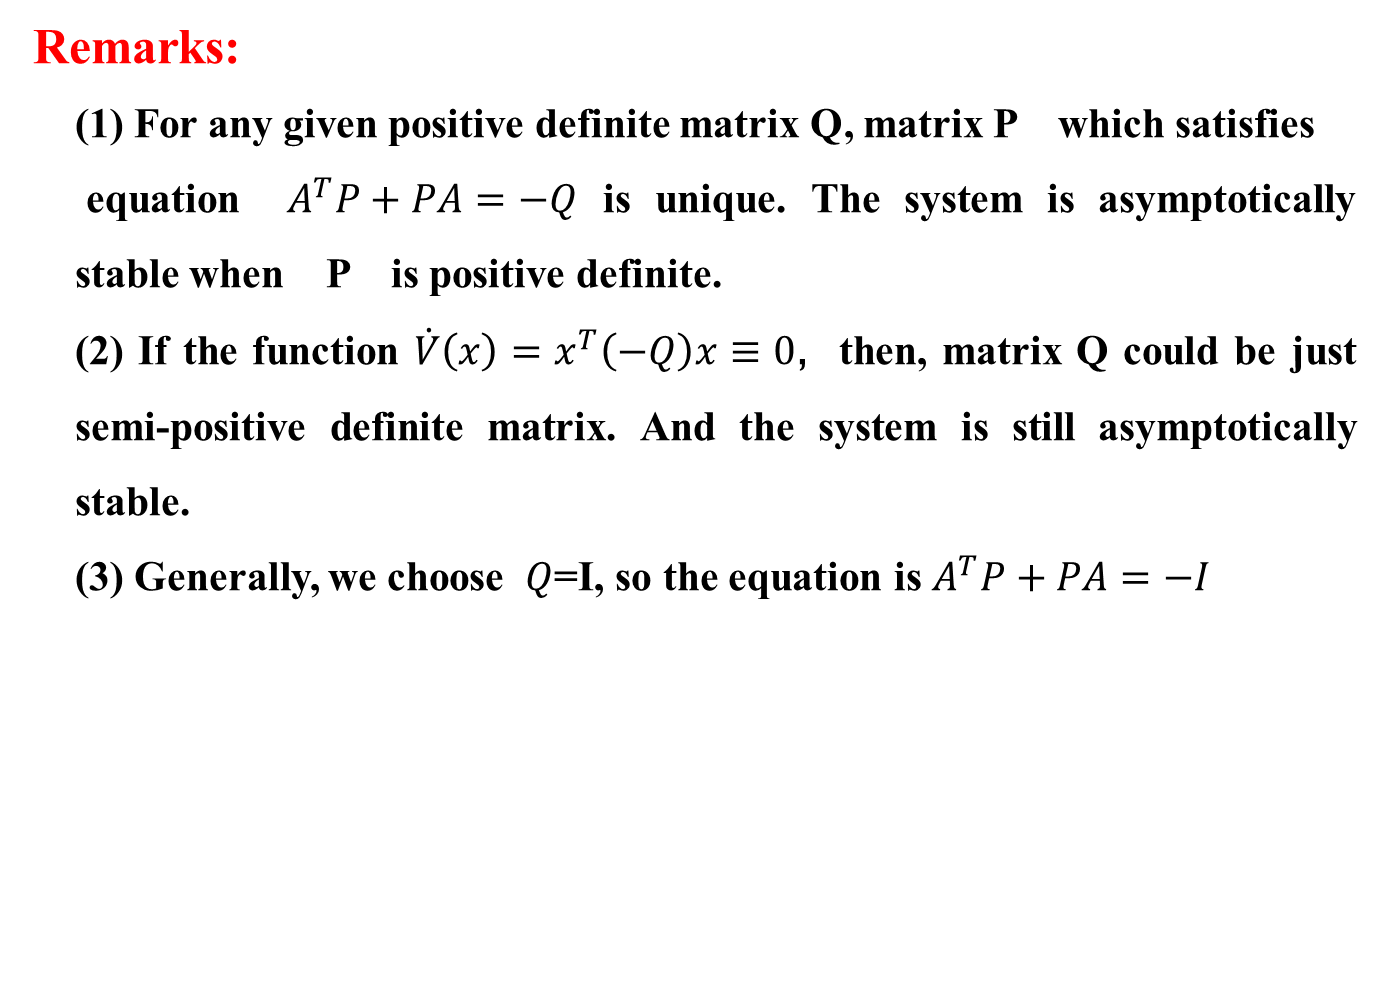 Remarks:
(1) For any given positive definite matrix Q, matrix P which satisfies
equation $A^T P + PA = -Q$ is unique. The system is asymptotically
stable when P is positive definite.
(2) If the function $\dot{V}(x) = x^T(-Q)x \equiv 0$, then, matrix Q could be just
semi-positive definite matrix. And the system is still asymptotically
stable.
(3) Generally, we choose $Q$=I, so the equation is $A^T P + PA = -I$